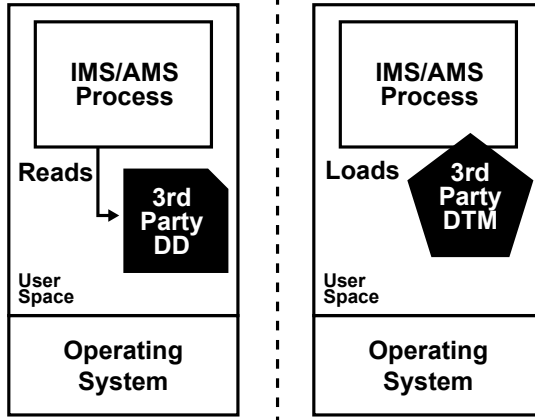 IMS/AMS
Process
Reads
3rd
Party
DD
User
Space
Operating
System
IMS/AMS
Process
Loads
3rd
Party
DTM
User
Space
Operating
System